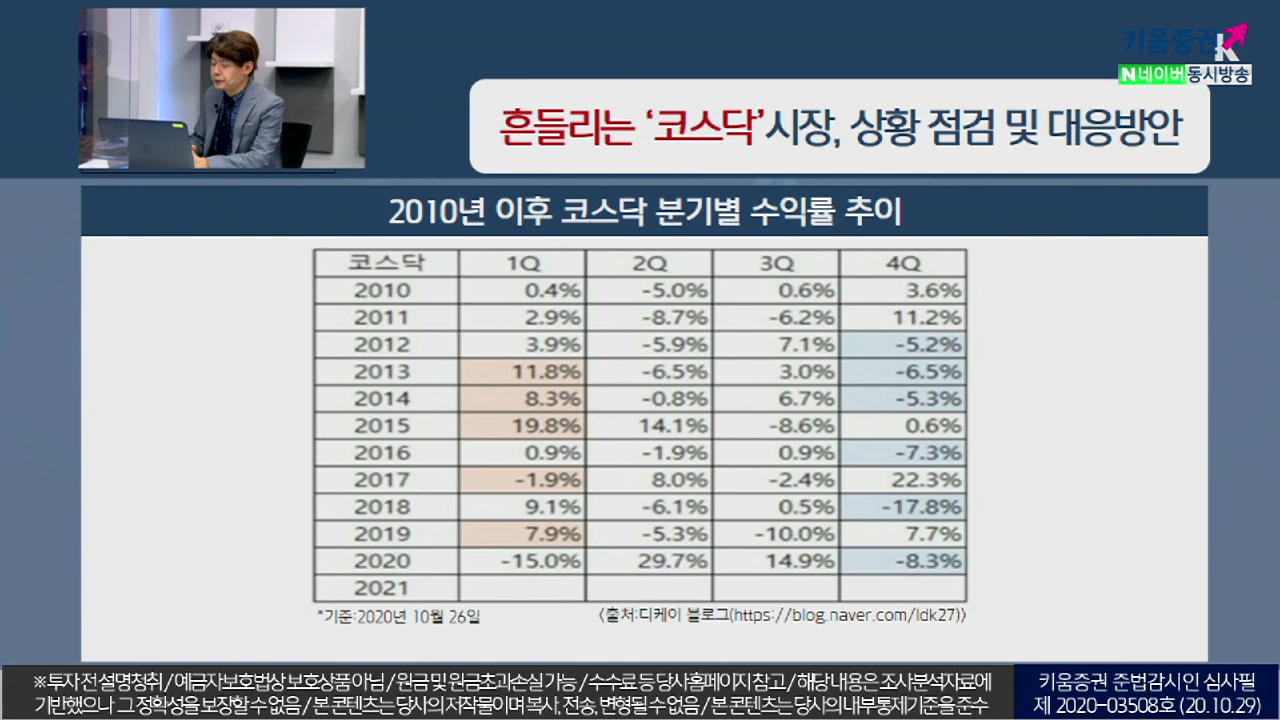 키움증권
N 네이버 동시방송
흔들리는 ‘코스닥’시장, 상황 점검 및 대응방안
2010년 이후 코스닥 분기별 수익률 추이
코스닥 1Q 2Q 3Q 4Q
2010 0.4% -5.0% 0.6% 3.6%
2011 2.9% -8.7% -6.2% 11.2%
2012 3.9% -5.9% 7.1% -5.2%
2013 11.8% -6.5% 3.0% -6.5%
2014 8.3% -0.8% 6.7% -5.3%
2015 19.8% 14.1% -8.6% 0.6%
2016 0.9% -1.9% 0.9% -7.3%
2017 -1.9% 8.0% -2.4% 22.3%
2018 9.1% -6.1% 0.5% -17.8%
2019 7.9% -5.3% -10.0% 7.7%
2020 -15.0% 29.7% 14.9% -8.3%
2021
*기준:2020년 10월 26일
<출처:디케이 블로그(https://blog.naver.com/ldk27)>
※ 투자 전 설명청취 / 예금자보호법상 보호상품 아님 / 원금 및 원금초과손실 가능 / 수수료 등 당사홈페이지 참고 / 해당 내용은 조사분석자료에
기반했으나 그 정확성을 보장할 수 없음 / 본 콘텐츠는 당사의 저작물이며 복사, 전송, 변형될 수 없음 / 본 콘텐츠는 당사의 내부통제기준을 준수
키움증권 준법감시인 심사필
제 2020-03508호 (20.10.29)